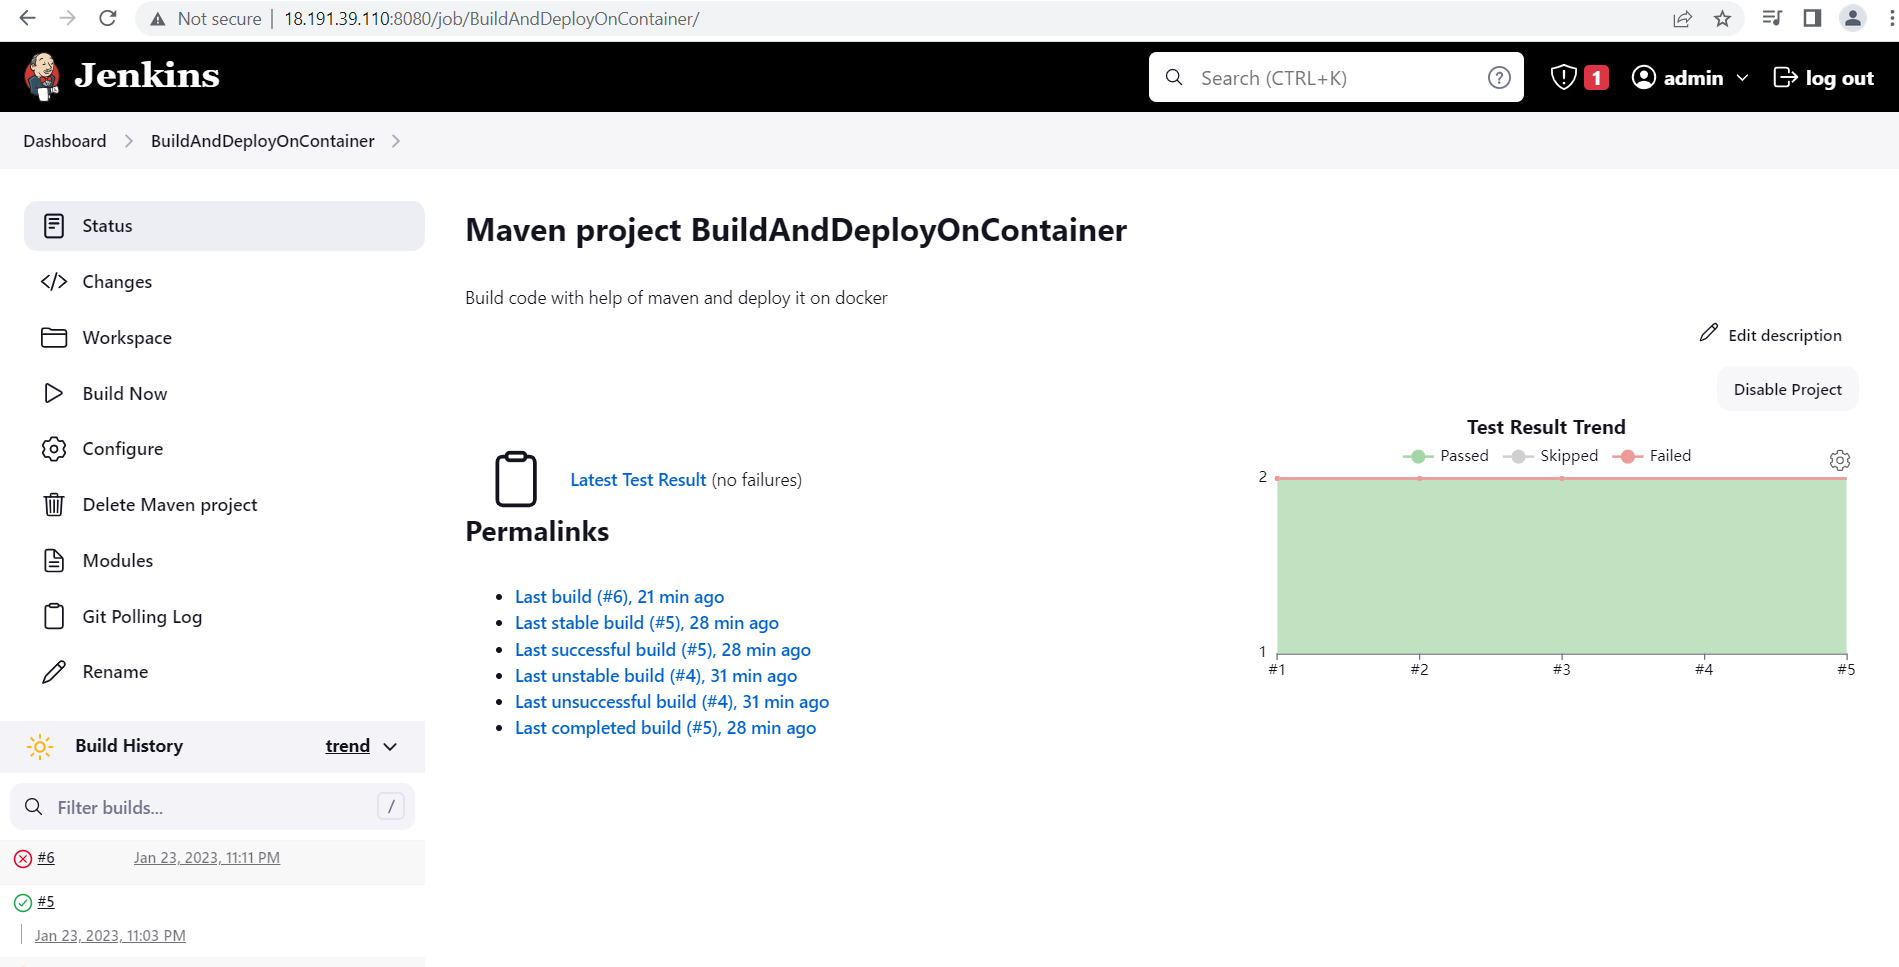 Not secure | 18.191.39.110:8080/job/BuildAndDeployOnContainer/
Jenkins
Search (CTRL+K)
?
1
admin
log out
Dashboard
BuildAndDeployOnContainer
Status
Changes
Workspace
Build Now
Configure
Delete Maven project
Modules
Git Polling Log
Rename
Build History
trend
Filter builds...
/
#6
Jan 23, 2023, 11:11 PM
#5
Jan 23, 2023, 11:03 PM
Maven project BuildAndDeployOnContainer
Build code with help of maven and deploy it on docker
Edit description
Disable Project
Latest Test Result (no failures)
Permalinks
Last build (#6), 21 min ago
Last stable build (#5), 28 min ago
Last successful build (#5), 28 min ago
Last unstable build (#4), 31 min ago
Last unsuccessful build (#4), 31 min ago
Last completed build (#5), 28 min ago
Test Result Trend
Passed Skipped Failed
2
1
#1 #2 #3 #4 #5